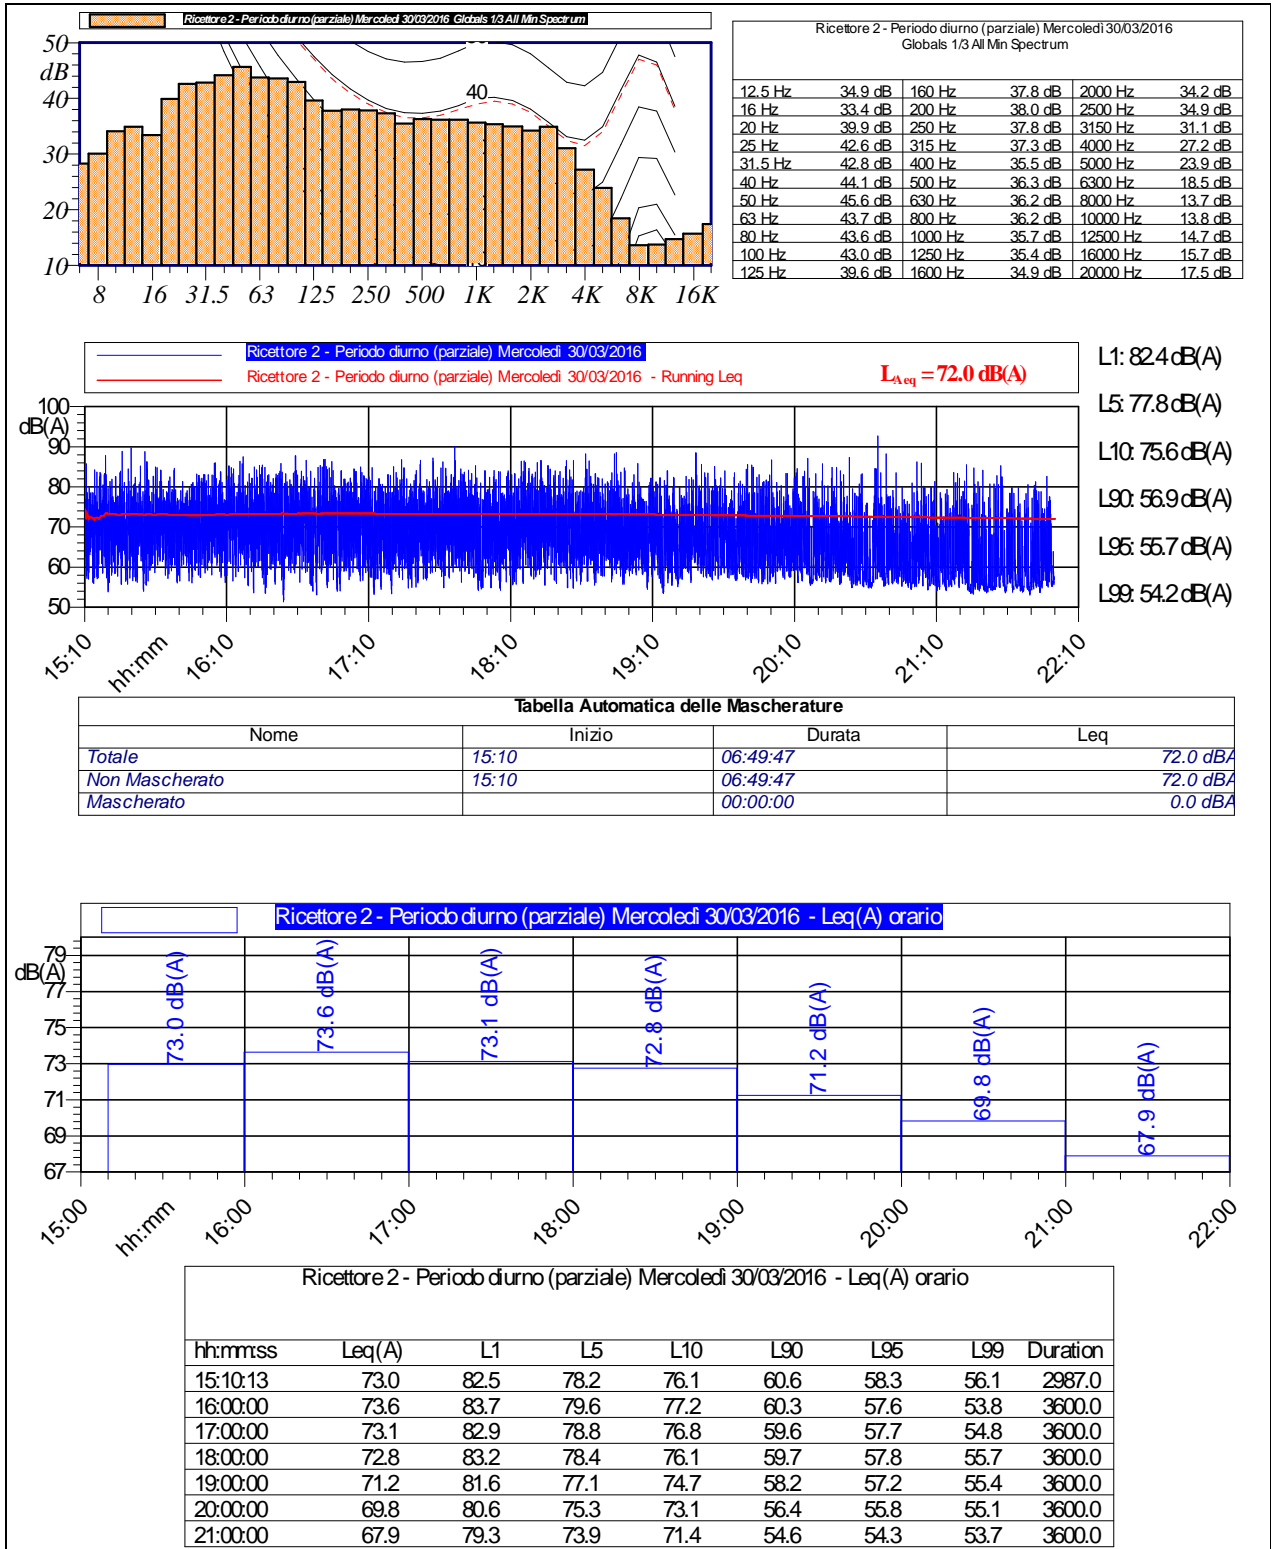 Ricettore 2 - Periodo diurno (parziale) Mercoledì 30/03/2016 Globals 1/3 All Min Spectrum
50
dB
40
30
20
10
40
8 16 31.5 63 125 250 500 1K 2K 4K 8K 16K
Ricettore 2 - Periodo diurno (parziale) Mercoledì 30/03/2016
Globals 1/3 All Min Spectrum
12.5 Hz 34.9 dB 160 Hz 37.8 dB 2000 Hz 34.2 dB
16 Hz 33.4 dB 200 Hz 38.0 dB 2500 Hz 34.9 dB
20 Hz 39.9 dB 250 Hz 37.8 dB 3150 Hz 31.1 dB
25 Hz 42.6 dB 315 Hz 37.3 dB 4000 Hz 27.2 dB
31.5 Hz 42.8 dB 400 Hz 35.5 dB 5000 Hz 23.9 dB
40 Hz 44.1 dB 500 Hz 36.3 dB 6300 Hz 18.5 dB
50 Hz 45.6 dB 630 Hz 36.2 dB 8000 Hz 13.7 dB
63 Hz 43.7 dB 800 Hz 36.2 dB 10000 Hz 13.8 dB
80 Hz 43.6 dB 1000 Hz 35.7 dB 12500 Hz 14.7 dB
100 Hz 43.0 dB 1250 Hz 35.4 dB 16000 Hz 15.7 dB
125 Hz 39.6 dB 1600 Hz 34.9 dB 20000 Hz 17.5 dB
Ricettore 2 - Periodo diurno (parziale) Mercoledì 30/03/2016
Ricettore 2 - Periodo diurno (parziale) Mercoledì 30/03/2016 - Running Leq
LAeq = 72.0 dB(A)
100
dB(A)
90
80
70
60
50
15:10 hh:mm 16:10 17:10 18:10 19:10 20:10 21:10 22:10
L1: 82.4 dB(A)
L5: 77.8 dB(A)
L10: 75.6 dB(A)
L90: 56.9 dB(A)
L95: 55.7 dB(A)
L99: 54.2 dB(A)
Tabella Automatica delle Mascherature
Nome Inizio Durata Leq
Totale 15:10 06:49:47 72.0 dBA
Non Mascherato 15:10 06:49:47 72.0 dBA
Mascherato 00:00:00 0.0 dBA
Ricettore 2 - Periodo diurno (parziale) Mercoledì 30/03/2016 - Leq(A) orario
79
dB(A)
77
75
73
71
69
67
73.0 dB(A)
73.6 dB(A)
73.1 dB(A)
72.8 dB(A)
71.2 dB(A)
69.8 dB(A)
67.9 dB(A)
15:00 hh:mm 16:00 17:00 18:00 19:00 20:00 21:00 22:00
Ricettore 2 - Periodo diurno (parziale) Mercoledì 30/03/2016 - Leq(A) orario
hh:mm:ss Leq(A) L1 L5 L10 L90 L95 L99 Duration
15:10:13 73.0 82.5 78.2 76.1 60.6 58.3 56.1 2987.0
16:00:00 73.6 83.7 79.6 77.2 60.3 57.6 53.8 3600.0
17:00:00 73.1 82.9 78.8 76.8 59.6 57.7 54.8 3600.0
18:00:00 72.8 83.2 78.4 76.1 59.7 57.8 55.7 3600.0
19:00:00 71.2 81.6 77.1 74.7 58.2 57.2 55.4 3600.0
20:00:00 69.8 80.6 75.3 73.1 56.4 55.8 55.1 3600.0
21:00:00 67.9 79.3 73.9 71.4 54.6 54.3 53.7 3600.0